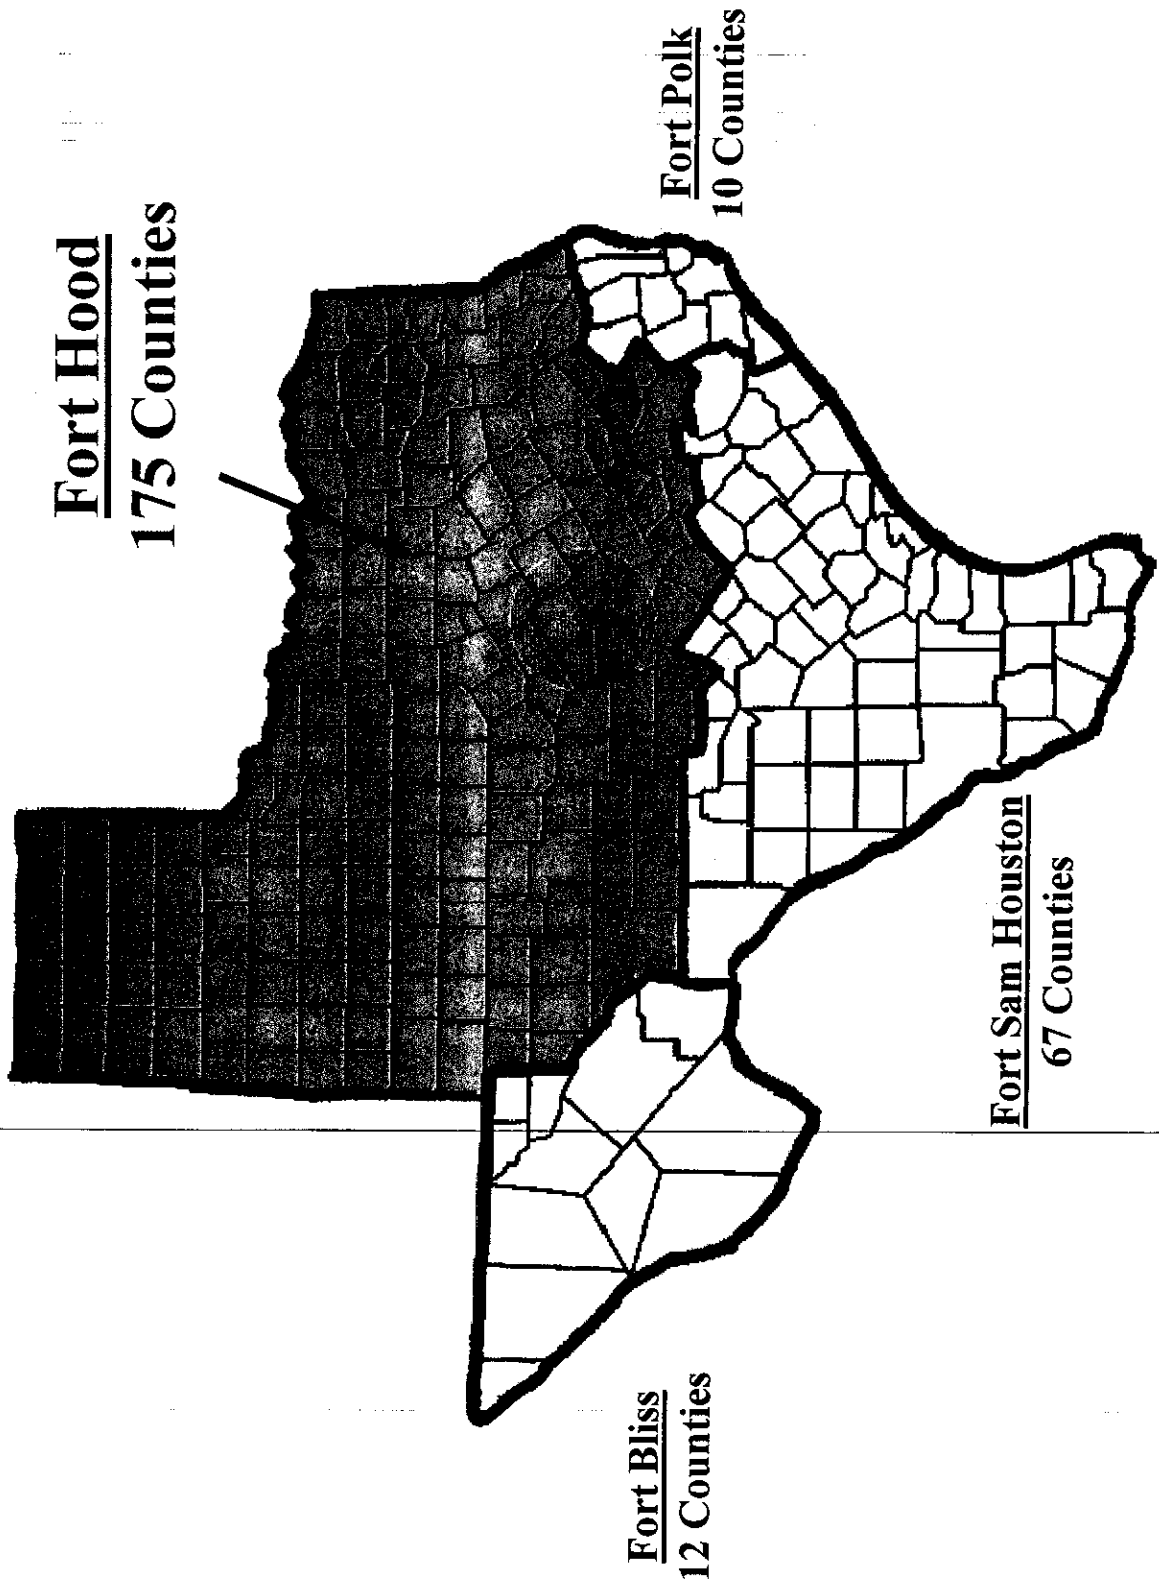 Fort Hood
175 Counties
Fort Polk
10 Counties
Fort Bliss
12 Counties
Fort Sam Houston
67 Counties